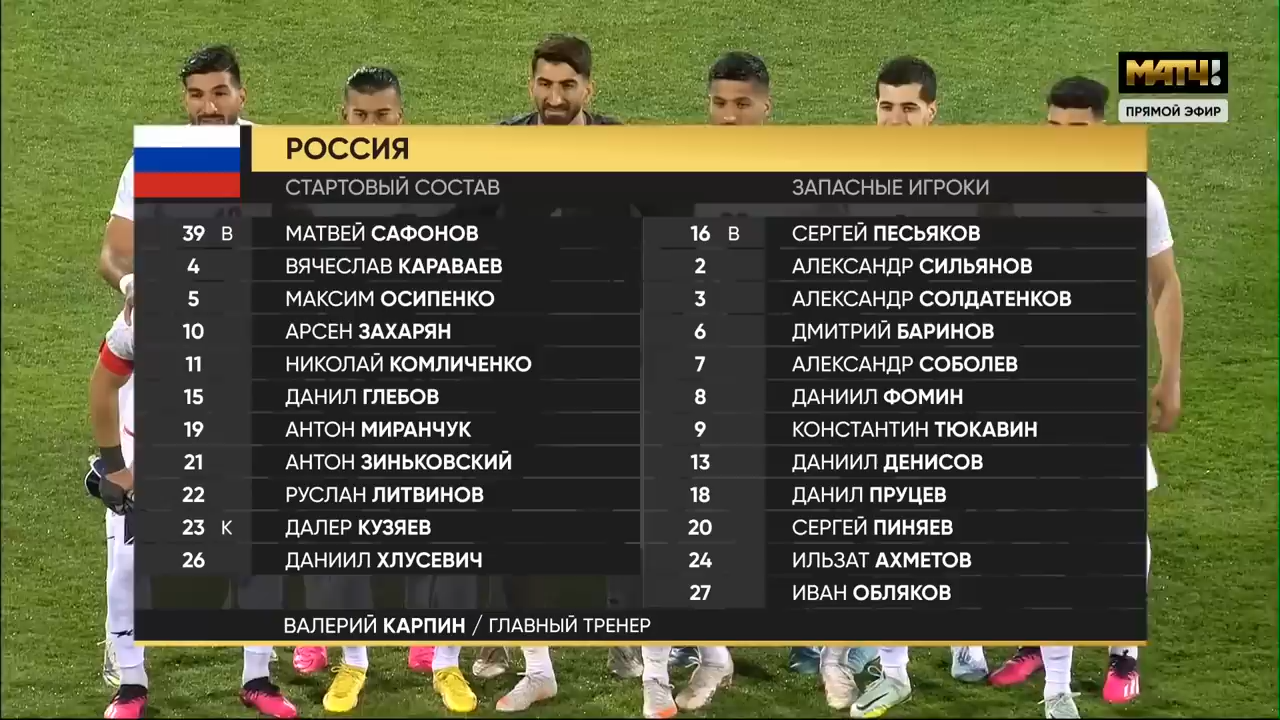 МАТЧ!
ПРЯМОЙ ЭФИР
РОССИЯ
СТАРТОВЫЙ СОСТАВ
39 В МАТВЕЙ САФОНОВ
4 ВЯЧЕСЛАВ КАРАВАЕВ
5 МАКСИМ ОСИПЕНКО
10 АРСЕН ЗАХАРЯН
11 НИКОЛАЙ КОМЛИЧЕНКО
15 ДАНИЛ ГЛЕБОВ
19 АНТОН МИРАНЧУК
21 АНТОН ЗИНЬКОВСКИЙ
22 РУСЛАН ЛИТВИНОВ
23 К ДАЛЕР КУЗЯЕВ
26 ДАНИИЛ ХЛУСЕВИЧ
ЗАПАСНЫЕ ИГРОКИ
16 В СЕРГЕЙ ПЕСЬЯКОВ
2 АЛЕКСАНДР СИЛЬЯНОВ
3 АЛЕКСАНДР СОЛДАТЕНКОВ
6 ДМИТРИЙ БАРИНОВ
7 АЛЕКСАНДР СОБОЛЕВ
8 ДАНИИЛ ФОМИН
9 КОНСТАНТИН ТЮКАВИН
13 ДАНИИЛ ДЕНИСОВ
18 ДАНИЛ ПРУЦЕВ
20 СЕРГЕЙ ПИНЯЕВ
24 ИЛЬЗАТ АХМЕТОВ
27 ИВАН ОБЛЯКОВ
ВАЛЕРИЙ КАРПИН / ГЛАВНЫЙ ТРЕНЕР